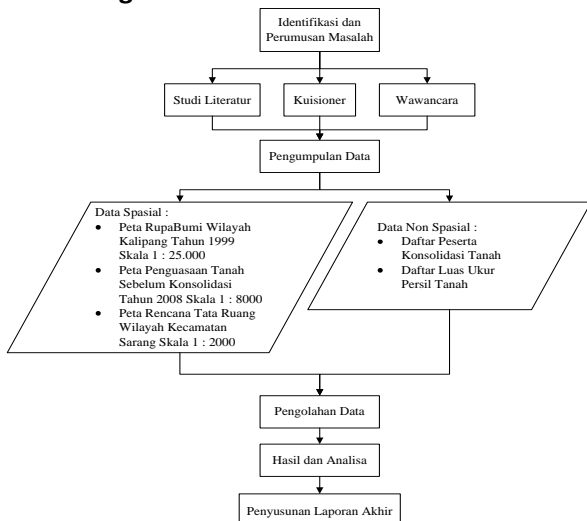 Identifikasi dan
Perumusan Masalah
Studi Literatur
Kuisioner
Wawancara
Pengumpulan Data
Data Spasial :
• Peta RupaBumi Wilayah
Kalipang Tahun 1999
Skala 1 : 25.000
• Peta Penguasaan Tanah
Sebelum Konsolidasi
Tahun 2008 Skala 1 : 8000
• Peta Rencana Tata Ruang
Wilayah Kecamatan
Sarang Skala 1 : 2000
Data Non Spasial :
• Daftar Peserta
Konsolidasi Tanah
• Daftar Luas Ukur
Persil Tanah
Pengolahan Data
Hasil dan Analisa
Penyusunan Laporan Akhir